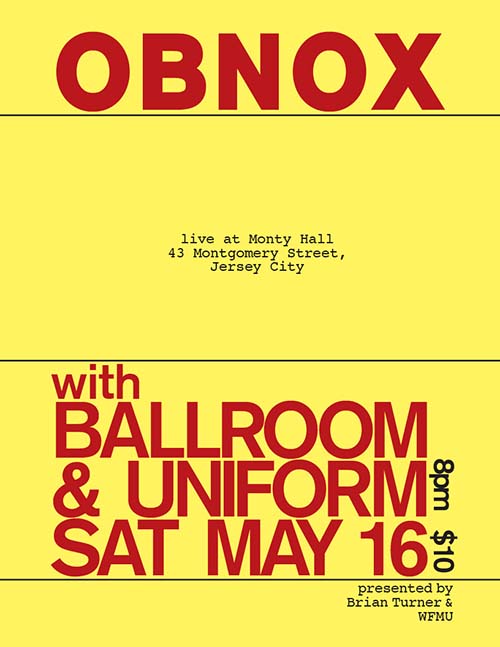 OBNOX
live at Monty Hall
43 Montgomery Street,
Jersey City
with
BALLROOM
& UNIFORM
SAT MAY 16
8pm $10
presented by
Brian Turner &
WFMU